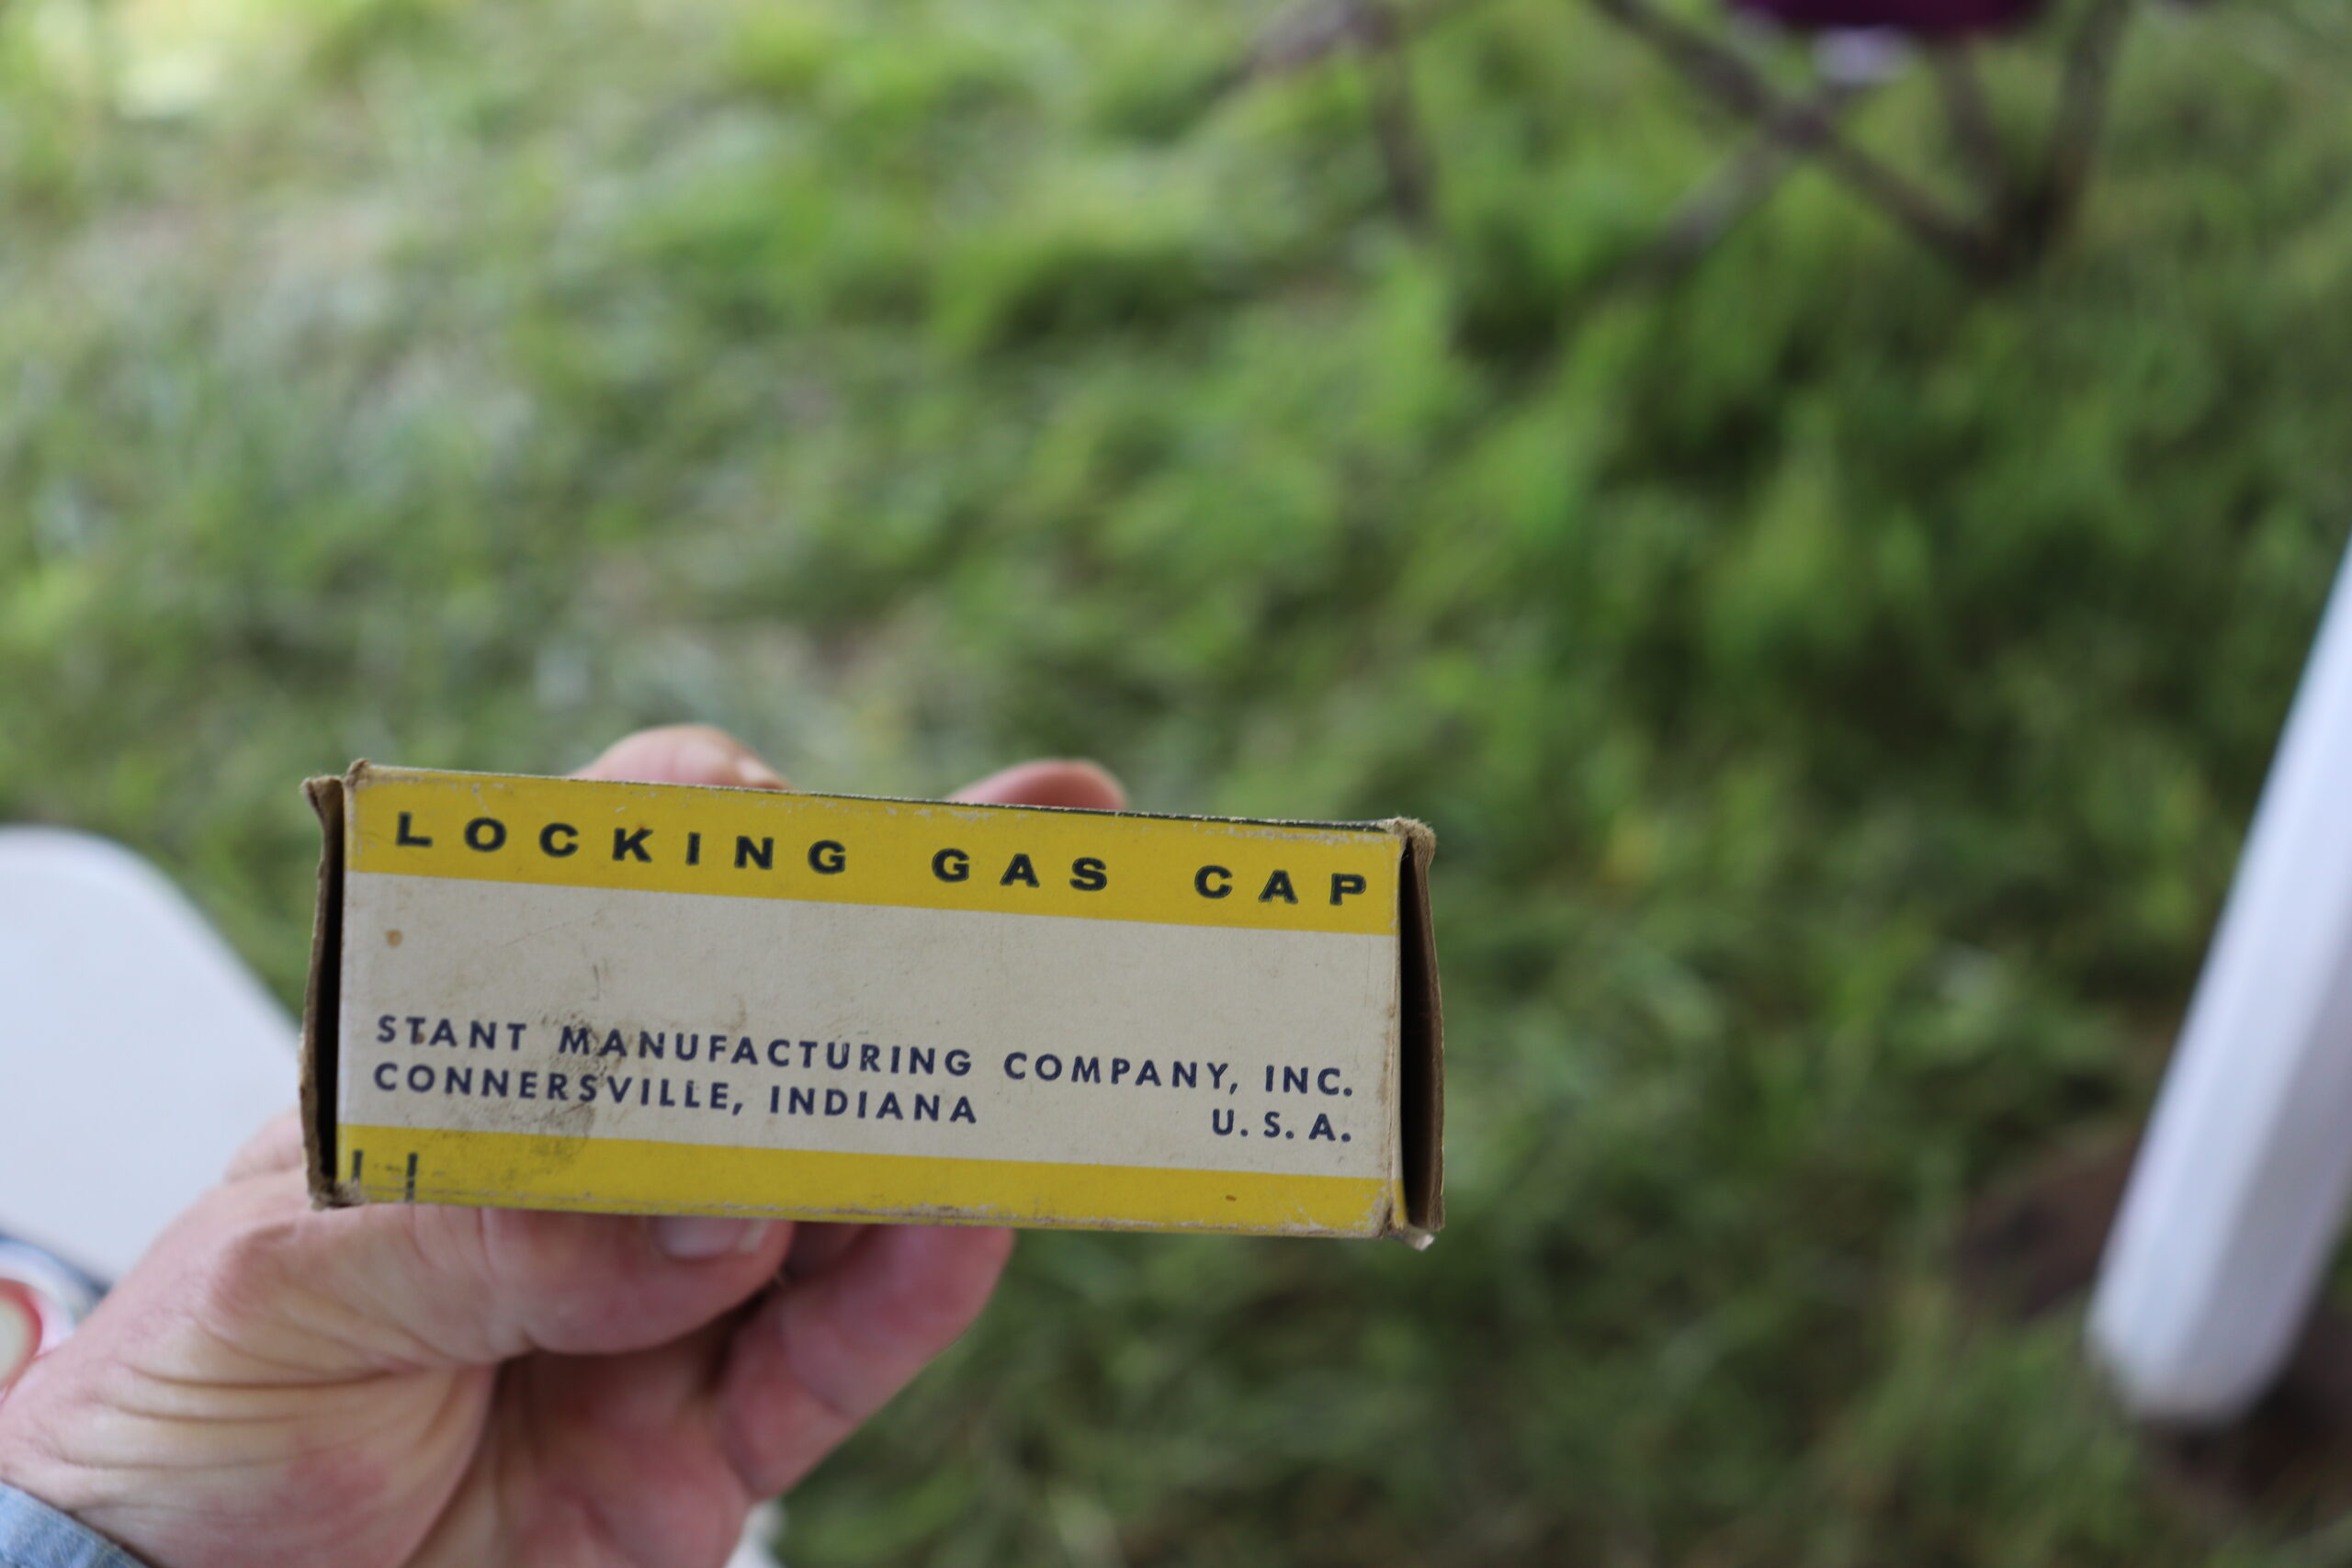 LOCKING GAS CAP
STANT MANUFACTURING COMPANY, INC.
CONNERSVILLE, INDIANA U.S.A.